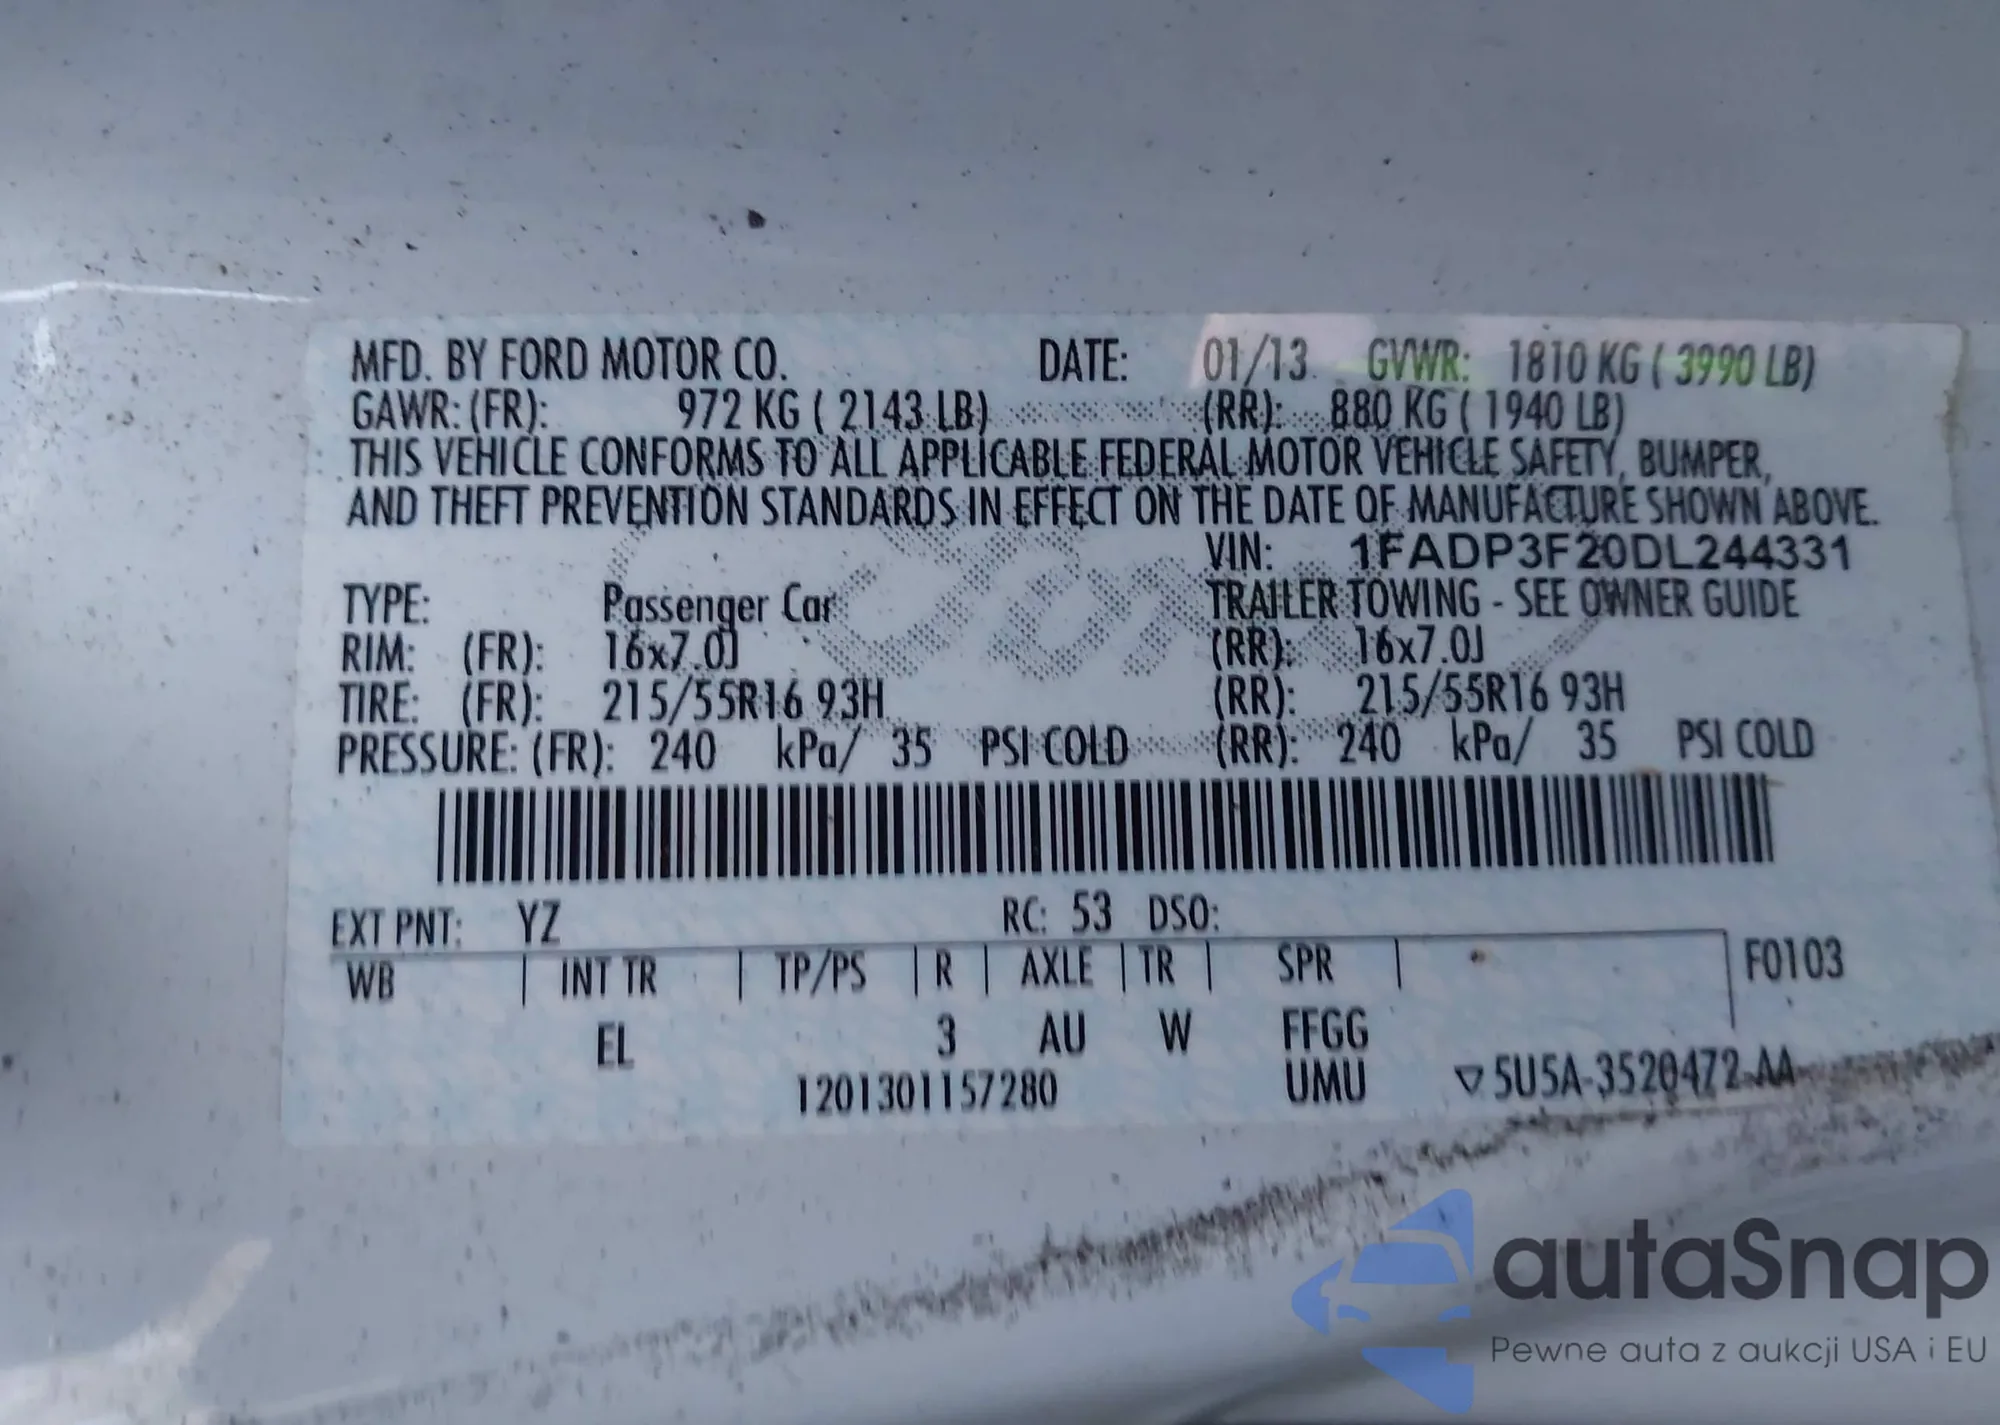 MFD. BY FORD MOTOR CO. DATE: 01/13 GVWR: 1810 KG ( 3990 LB)
GAWR: (FR): 972 KG ( 2143 LB) (RR): 880 KG ( 1940 LB)
THIS VEHICLE CONFORMS TO ALL APPLICABLE FEDERAL MOTOR VEHICLE SAFETY, BUMPER,
AND THEFT PREVENTION STANDARDS IN EFFECT ON THE DATE OF MANUFACTURE SHOWN ABOVE.
VIN: 1FADP3F20DL244331
TYPE: Passenger Car TRAILER TOWING - SEE OWNER GUIDE
RIM: (FR): 16x7.0J (RR): 16x7.0J
TIRE: (FR): 215/55R16 93H (RR): 215/55R16 93H
PRESSURE: (FR): 240 kPa/ 35 PSI COLD (RR): 240 kPa/ 35 PSI COLD
EXT PNT: YZ RC: 53 DSO:
WB | INT TR | TP/PS | R | AXLE | TR | SPR | F0103
EL 3 AU W FFGG
1201301157280 UMU ▽5U5A-3520472-AA
Ford
autaSnap
Pewne auta z aukcji USA i EU